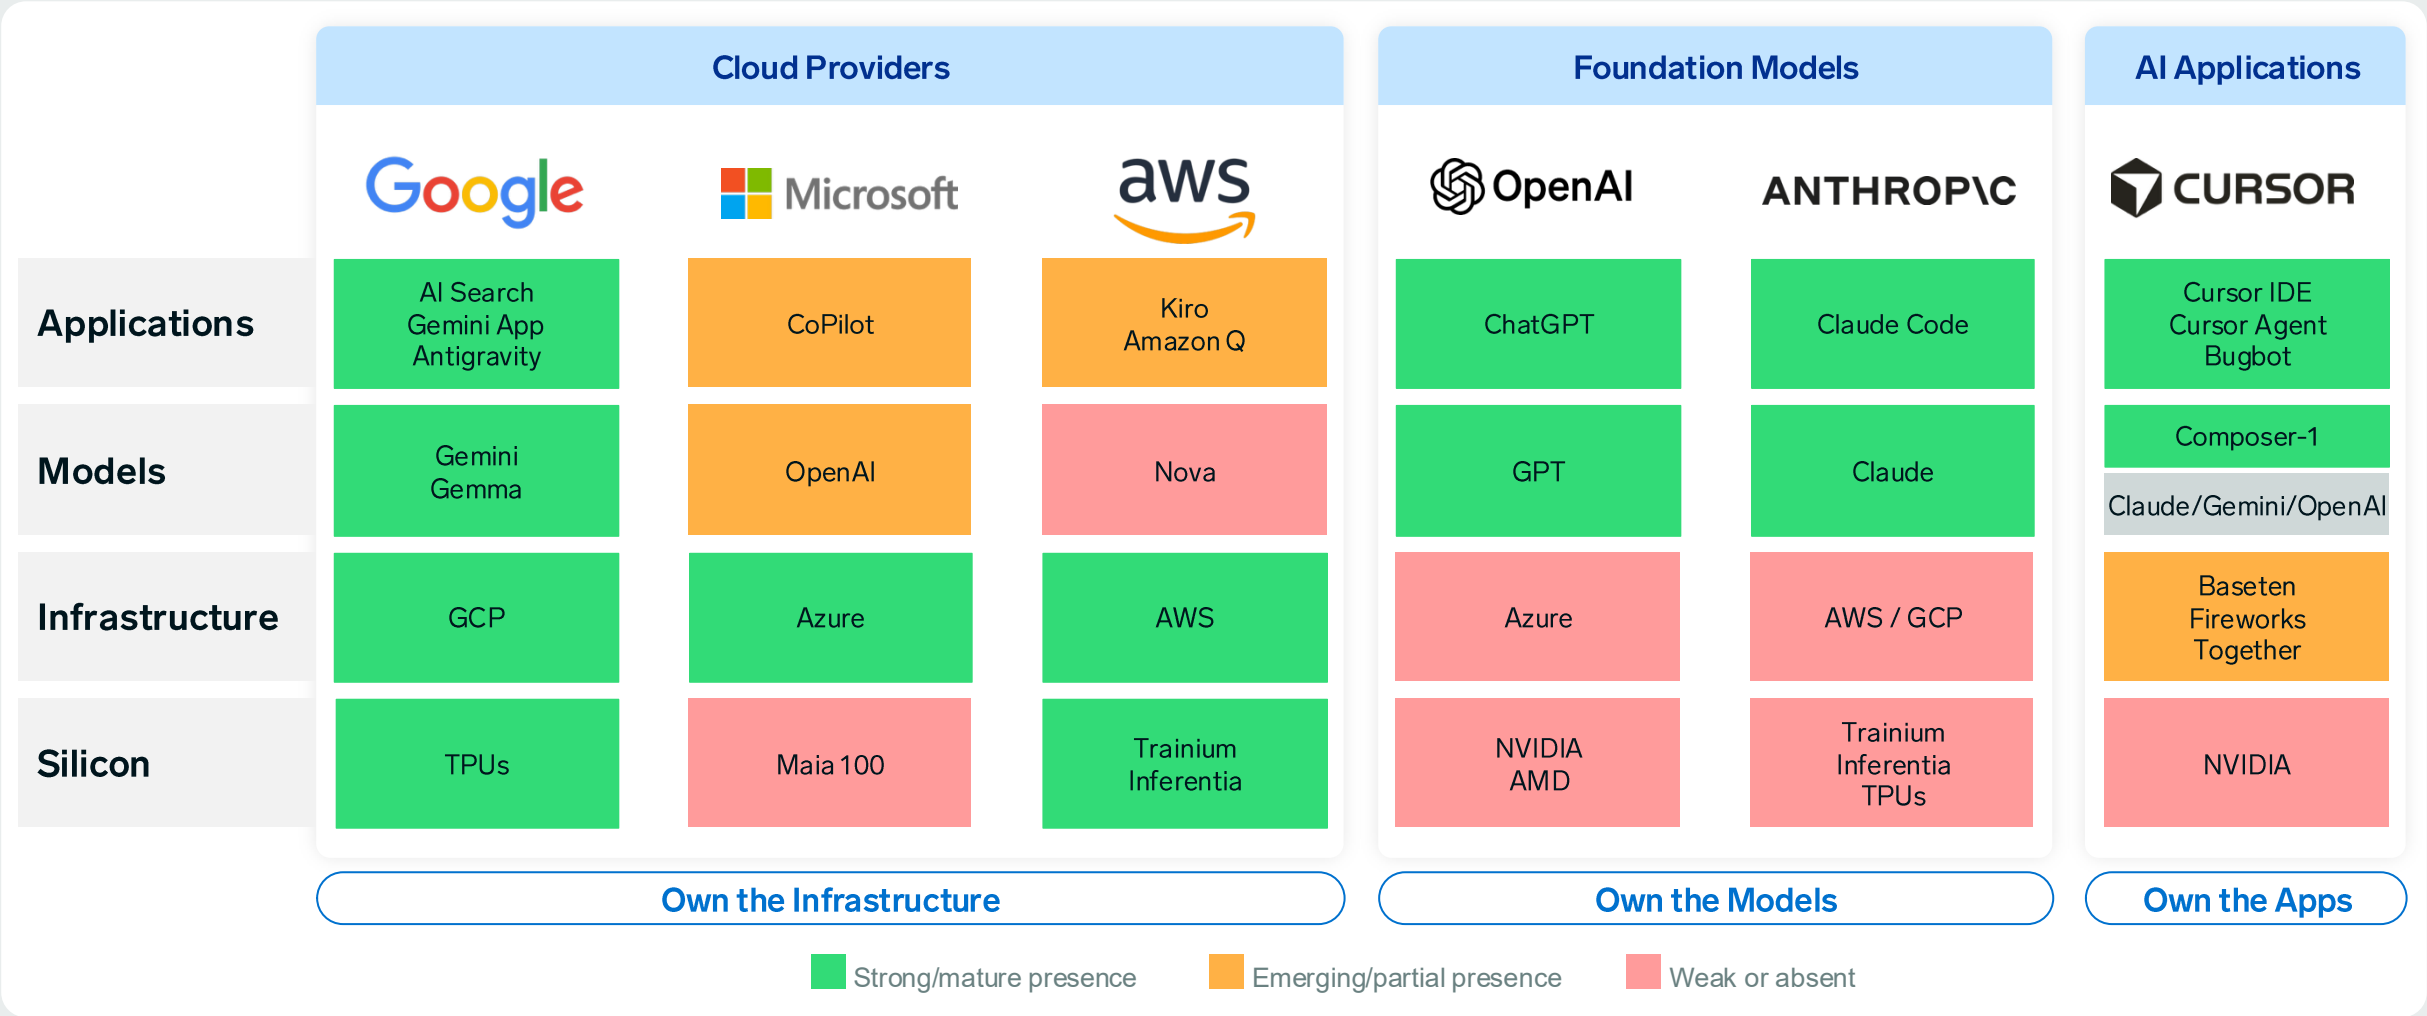 Cloud Providers
Foundation Models
AI Applications
Google
Microsoft
aws
OpenAI
ANTHROP\C
CURSOR
Applications
AI Search
Gemini App
Antigravity
CoPilot
Kiro
Amazon Q
ChatGPT
Claude Code
Cursor IDE
Cursor Agent
Bugbot
Models
Gemini
Gemma
OpenAI
Nova
GPT
Claude
Composer-1
Claude/Gemini/OpenAI
Infrastructure
GCP
Azure
AWS
Azure
AWS / GCP
Baseten
Fireworks
Together
Silicon
TPUs
Maia 100
Trainium
Inferentia
NVIDIA
AMD
Trainium
Inferentia
TPUs
NVIDIA
Own the Infrastructure
Own the Models
Own the Apps
Strong/mature presence
Emerging/partial presence
Weak or absent